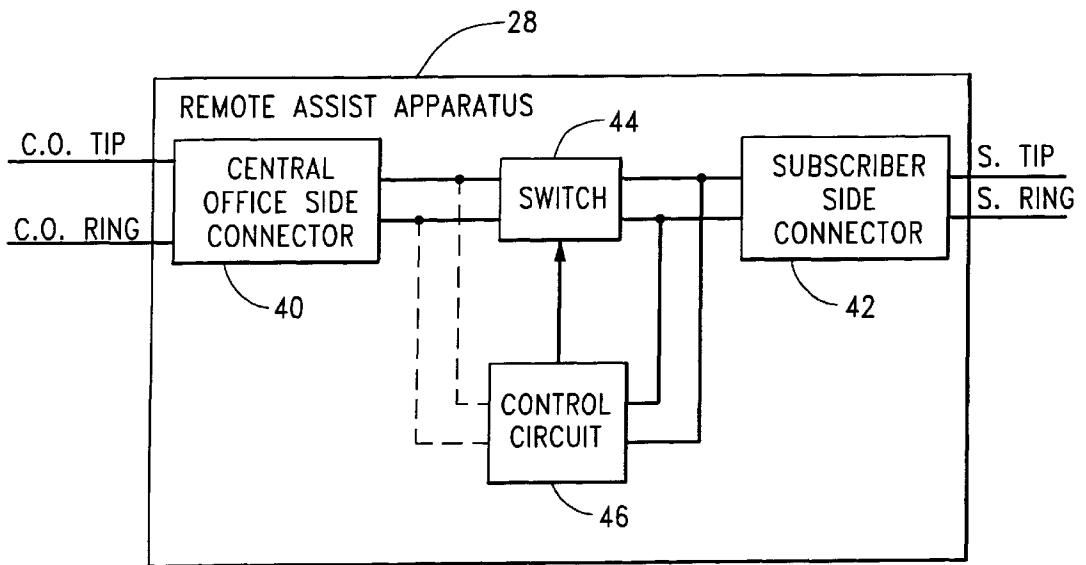 28
REMOTE ASSIST APPARATUS
C.O. TIP
C.O. RING
CENTRAL
OFFICE SIDE
CONNECTOR
40
44
SWITCH
SUBSCRIBER
SIDE
CONNECTOR
42
S. TIP
S. RING
CONTROL
CIRCUIT
46